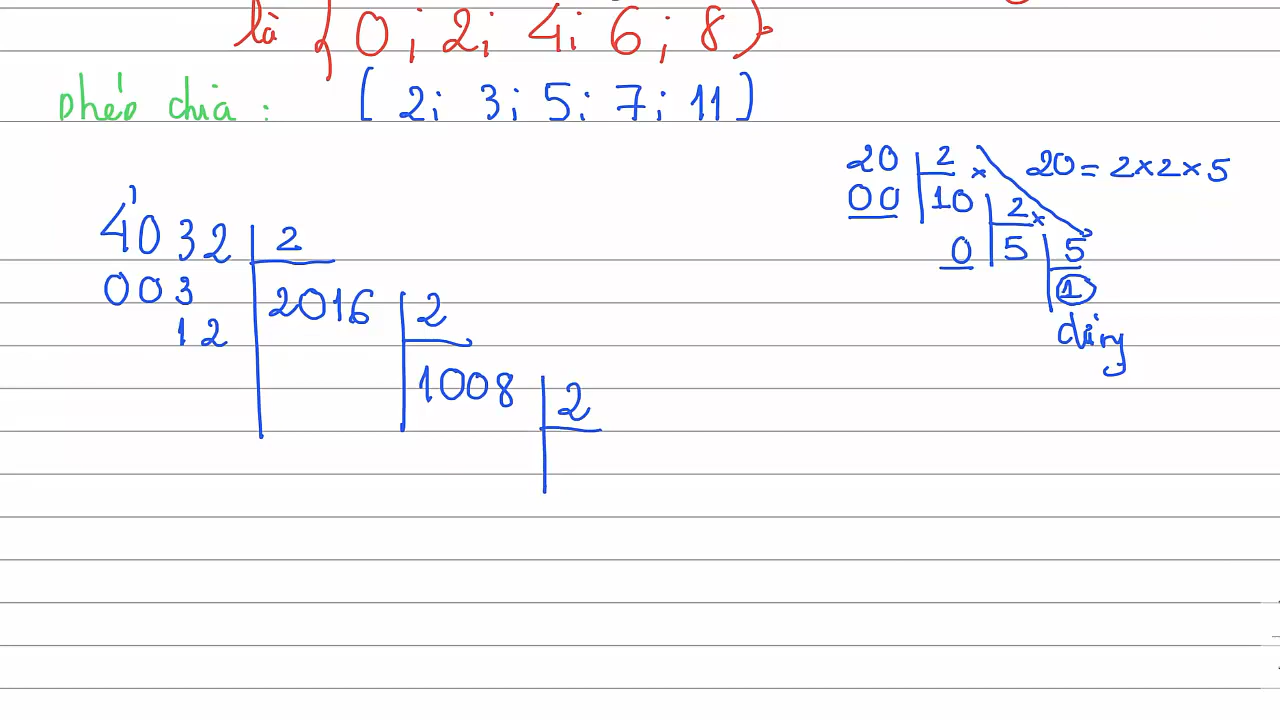 là { 0 ; 2 ; 4 ; 6 ; 8 }
phép chia : [ 2 ; 3 ; 5 ; 7 ; 11 ]
4032 2
003 2016 2
12 1008 2
20 2 20 = 2 × 2 × 5
00 10 2
0 5 5
1
dừng